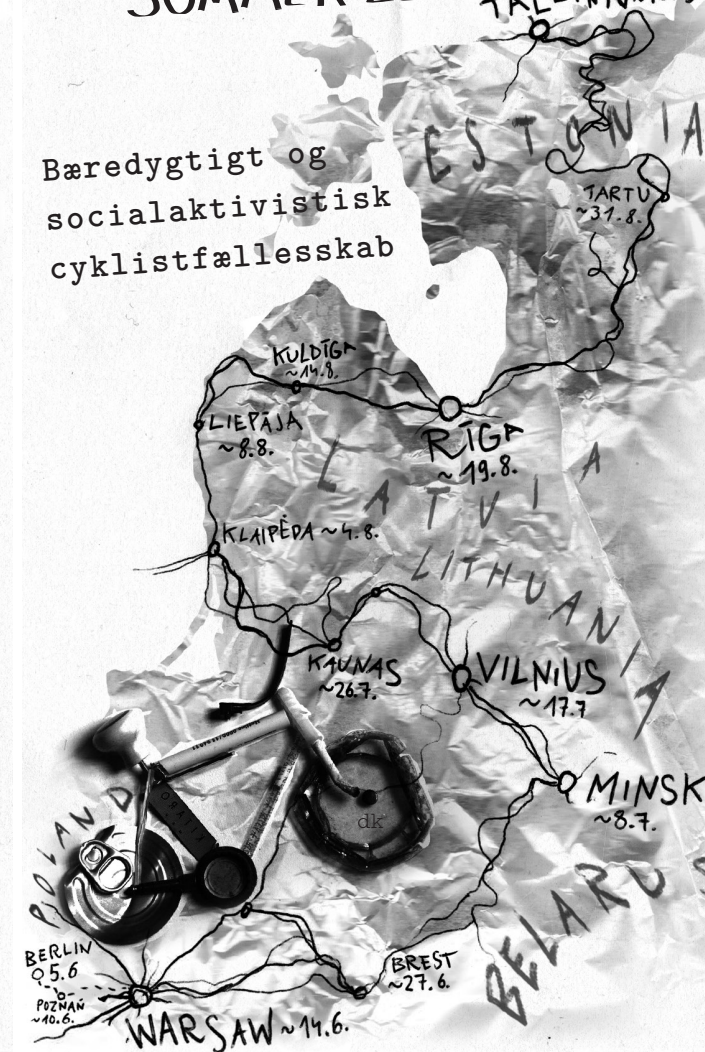 SOMMER
TALLINN
ESTONIA
Bæredygtigt og
socialaktivistisk
cyklistfællesskab
TARTU
~31.8.
KULDĪGA
~14.8.
LIEPĀJA
~8.8.
RĪGA
~19.8.
LATVIA
KLAIPĖDA ~4.8.
LITHUANIA
KAUNAS
~26.7.
VILNIUS
~17.7
MINSK
~8.7.
dk
POLAND
BELARUS
BERLIN
5.6
POZNAŃ
~10.6.
BREST
~27.6.
WARSAW ~14.6.